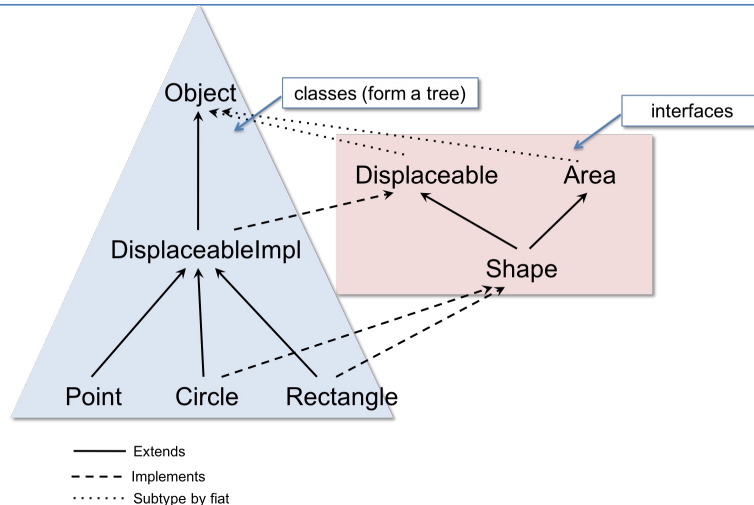 Object
classes (form a tree)
interfaces
Displaceable
Area
DisplaceableImpl
Shape
Point
Circle
Rectangle
Extends
Implements
Subtype by fiat